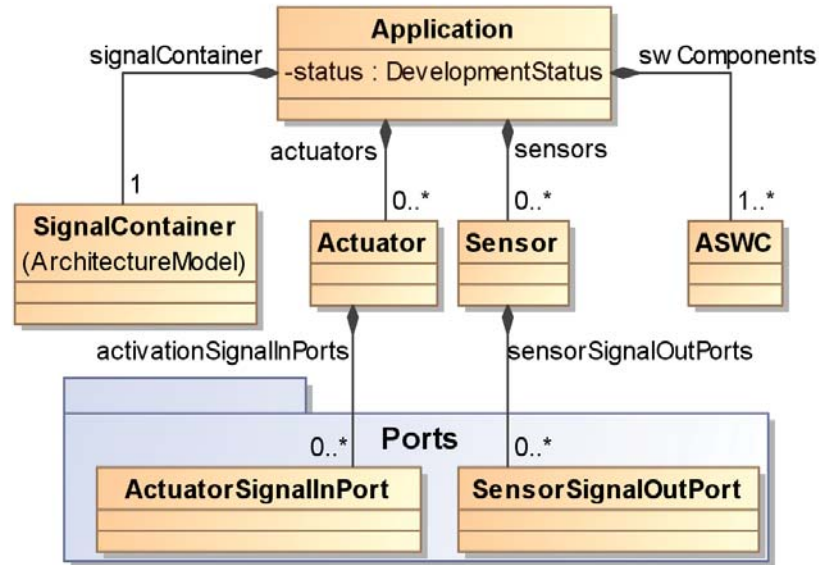 Application
signalContainer
-status : DevelopmentStatus
sw Components
actuators
sensors
1
0..*
0..*
1..*
SignalContainer
(ArchitectureModel)
Actuator
Sensor
ASWC
activationSignalInPorts
sensorSignalOutPorts
Ports
0..*
0..*
ActuatorSignalInPort
SensorSignalOutPort